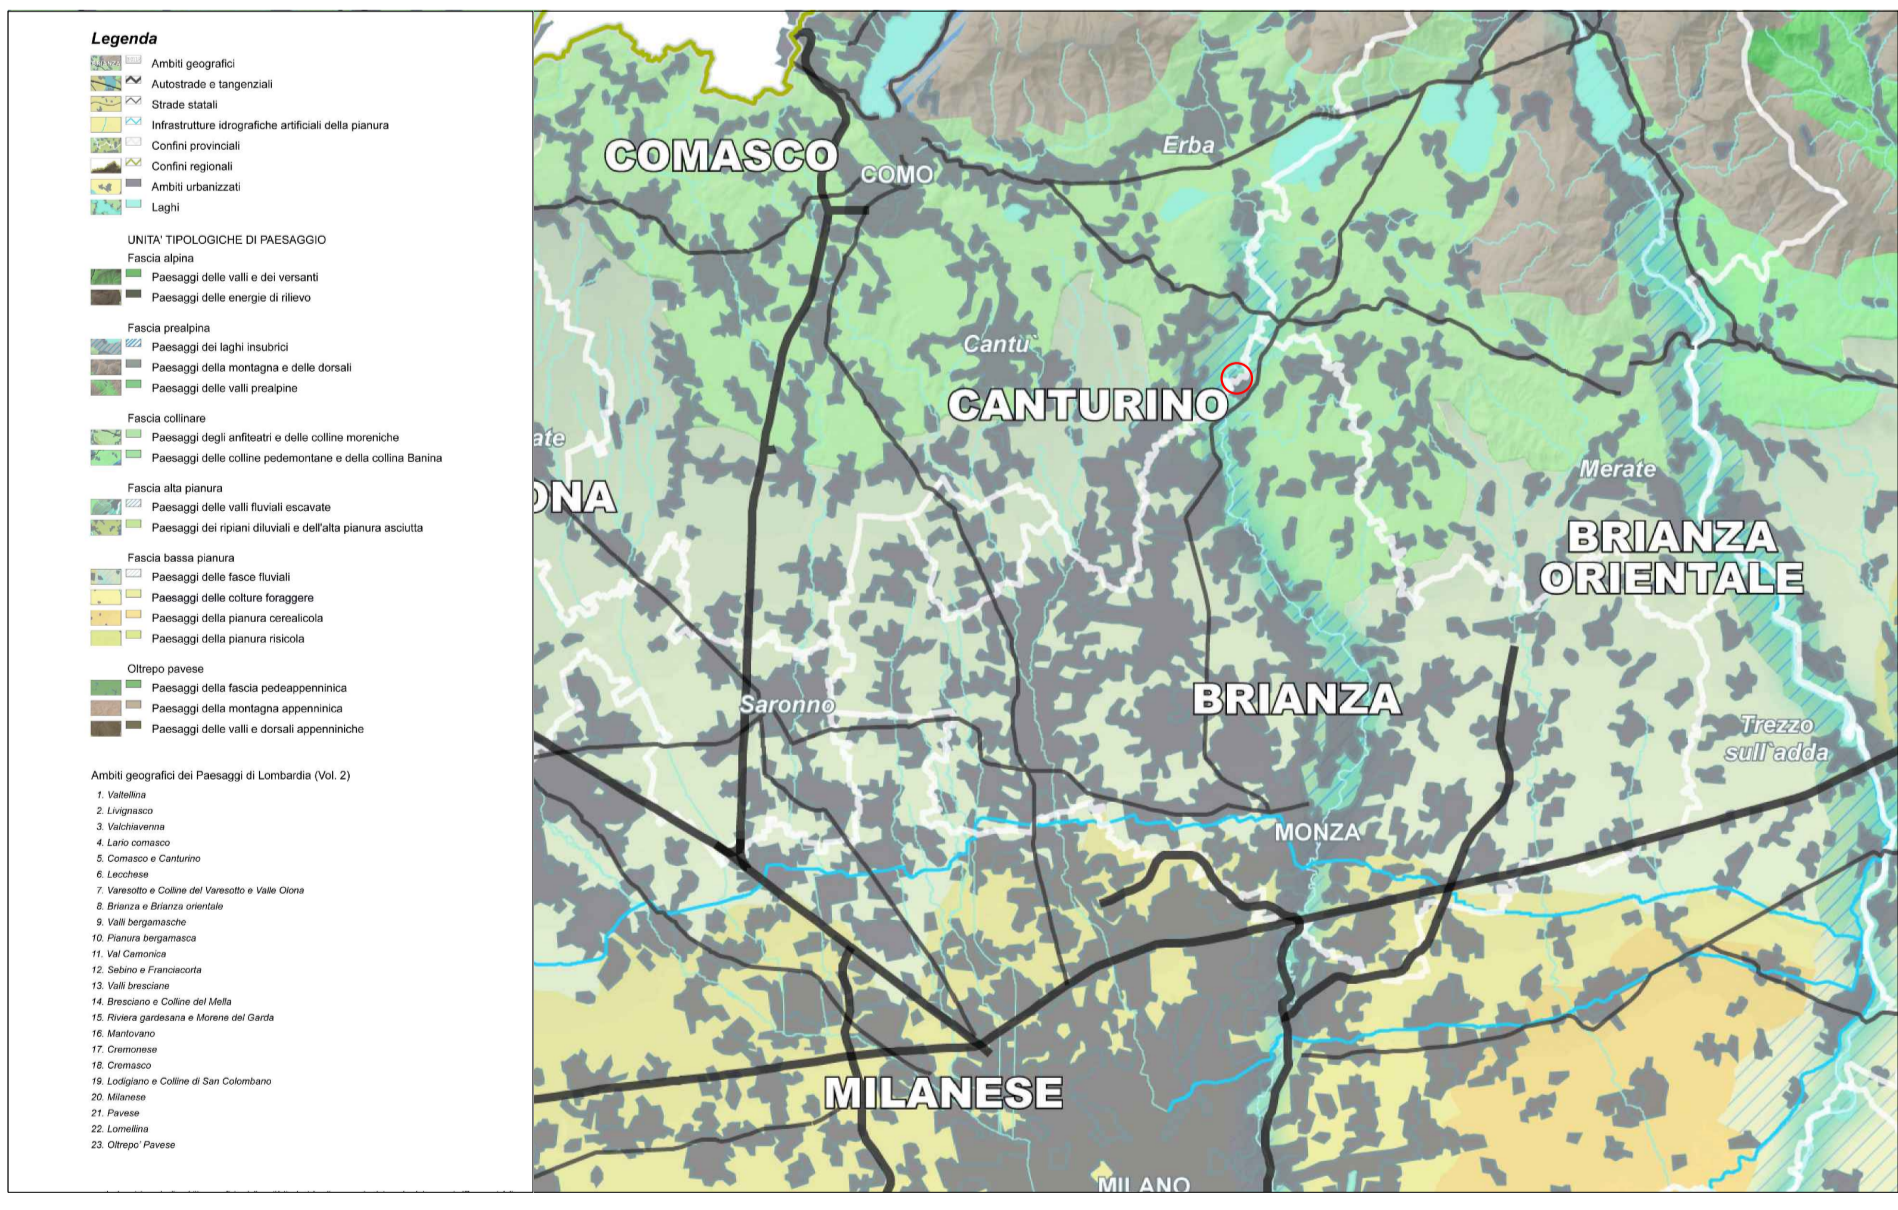 Legenda
Ambiti geografici
Autostrade e tangenziali
Strade statali
Infrastrutture idrografiche artificiali della pianura
Confini provinciali
Confini regionali
Ambiti urbanizzati
Laghi
UNITA' TIPOLOGICHE DI PAESAGGIO
Fascia alpina
Paesaggi delle valli e dei versanti
Paesaggi delle energie di rilievo
Fascia prealpina
Paesaggi dei laghi insubrici
Paesaggi della montagna e delle dorsali
Paesaggi delle valli prealpine
Fascia collinare
Paesaggi degli anfiteatri e delle colline moreniche
Paesaggi delle colline pedemontane e della collina Banina
Fascia alta pianura
Paesaggi delle valli fluviali escavate
Paesaggi dei ripiani diluviali e dell'alta pianura asciutta
Fascia bassa pianura
Paesaggi delle fasce fluviali
Paesaggi delle colture foraggere
Paesaggi della pianura cerealicola
Paesaggi della pianura risicola
Oltrepo pavese
Paesaggi della fascia pedeappenninica
Paesaggi della montagna appenninica
Paesaggi delle valli e dorsali appenniniche
Ambiti geografici dei Paesaggi di Lombardia (Vol. 2)
1. Valtellina
2. Livignasco
3. Valchiavenna
4. Lario comasco
5. Comasco e Canturino
6. Lecchese
7. Varesotto e Colline del Varesotto e Valle Olona
8. Brianza e Brianza orientale
9. Valli bergamasche
10. Pianura bergamasca
11. Val Camonica
12. Sebino e Franciacorta
13. Valli bresciane
14. Bresciano e Colline del Mella
15. Riviera gardesana e Morene del Garda
16. Mantovano
17. Cremonese
18. Cremasco
19. Lodigiano e Colline di San Colombano
20. Milanese
21. Pavese
22. Lomellina
23. Oltrepo' Pavese
COMASCO
COMO
Erba
Cantu`
CANTURINO
ate
ONA
Merate
BRIANZA
ORIENTALE
BRIANZA
Saronno
Trezzo
sull`adda
MONZA
MILANESE
MILANO